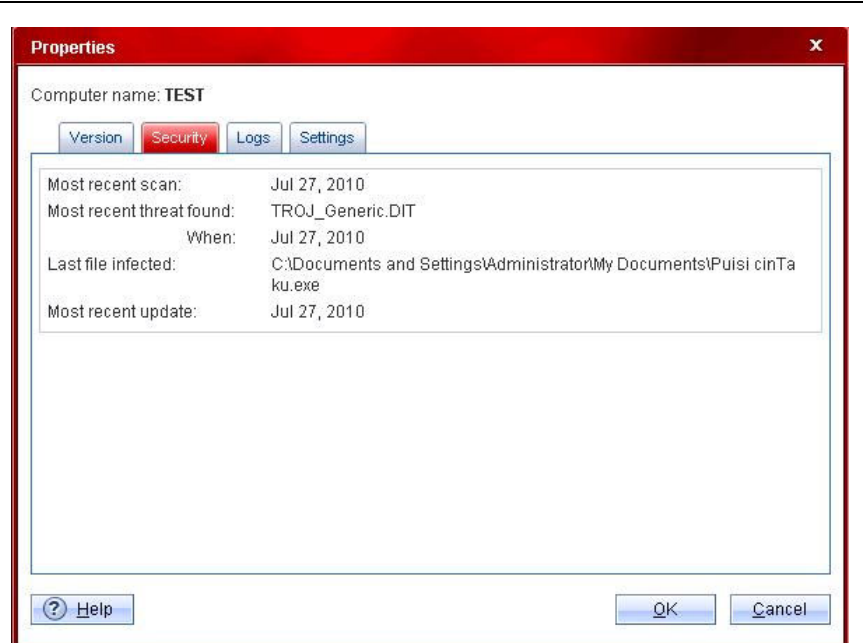 Properties x
Computer name: TEST
Version Security Logs Settings
Most recent scan: Jul 27, 2010
Most recent threat found: TROJ_Generic.DIT
When: Jul 27, 2010
Last file infected: C:\Documents and Settings\Administrator\My Documents\Puisi cinTa
ku.exe
Most recent update: Jul 27, 2010
? Help OK Cancel